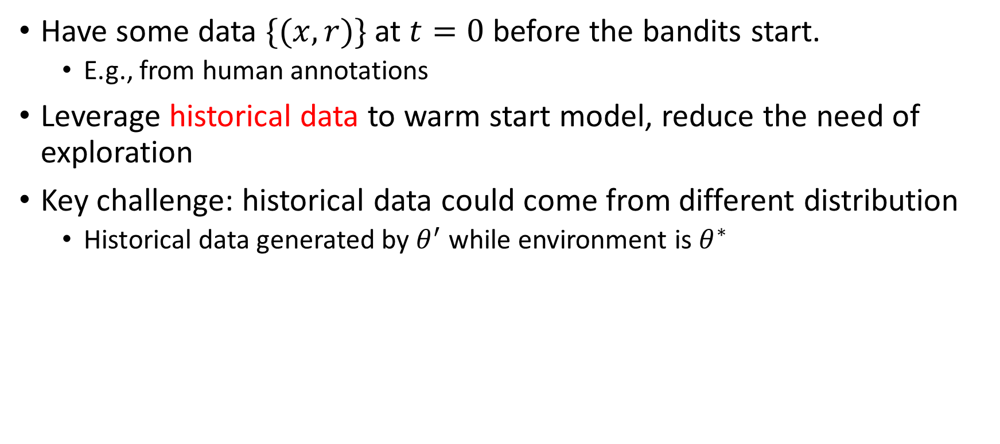 • Have some data {(x, r)} at t = 0 before the bandits start.
• E.g., from human annotations
• Leverage historical data to warm start model, reduce the need of
exploration
• Key challenge: historical data could come from different distribution
• Historical data generated by θ′ while environment is θ*